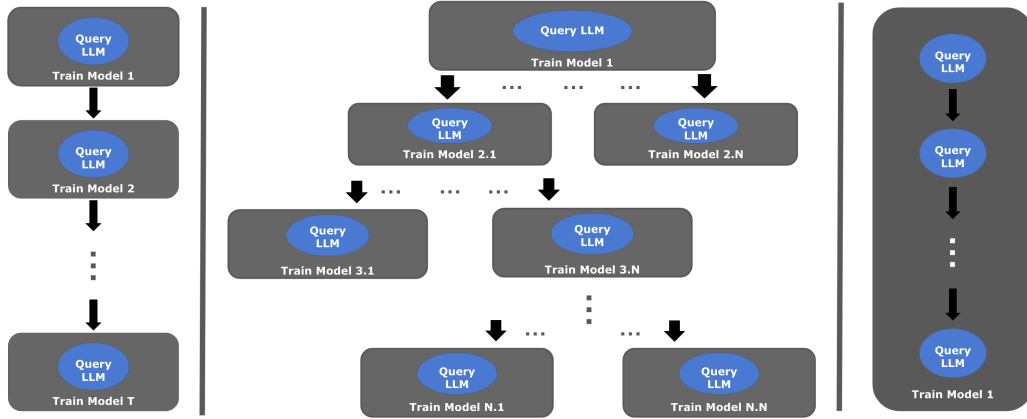 Query
LLM
Train Model 1
Query
LLM
Train Model 2
Query
LLM
Train Model T
Query LLM
Train Model 1
Query
LLM
Train Model 2.1
Query
LLM
Train Model 2.N
Query
LLM
Train Model 3.1
Query
LLM
Train Model 3.N
Query
LLM
Train Model N.1
Query
LLM
Train Model N.N
Query
LLM
Query
LLM
Query
LLM
Train Model 1